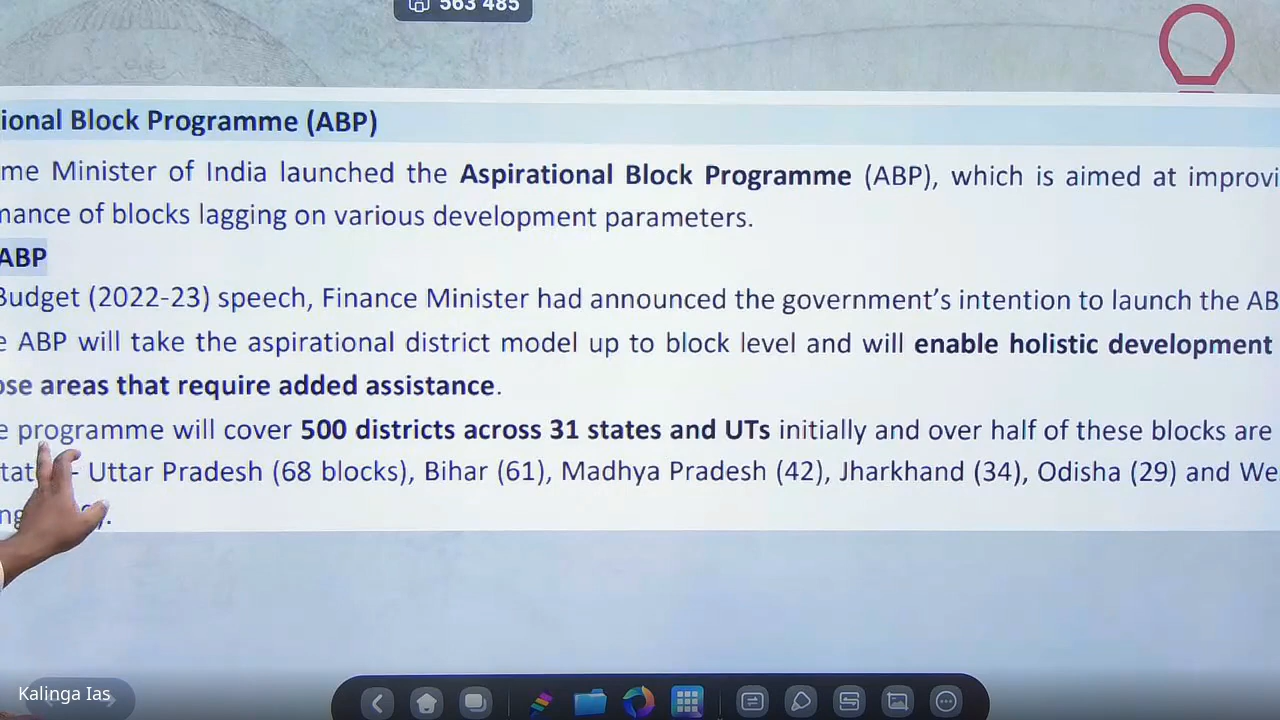 563 485
ional Block Programme (ABP)
me Minister of India launched the Aspirational Block Programme (ABP), which is aimed at improvi
mance of blocks lagging on various development parameters.
ABP
Budget (2022-23) speech, Finance Minister had announced the government's intention to launch the AB
e ABP will take the aspirational district model up to block level and will enable holistic development
ose areas that require added assistance.
e programme will cover 500 districts across 31 states and UTs initially and over half of these blocks are
tat - Uttar Pradesh (68 blocks), Bihar (61), Madhya Pradesh (42), Jharkhand (34), Odisha (29) and We
ng ).
Kalinga Ias